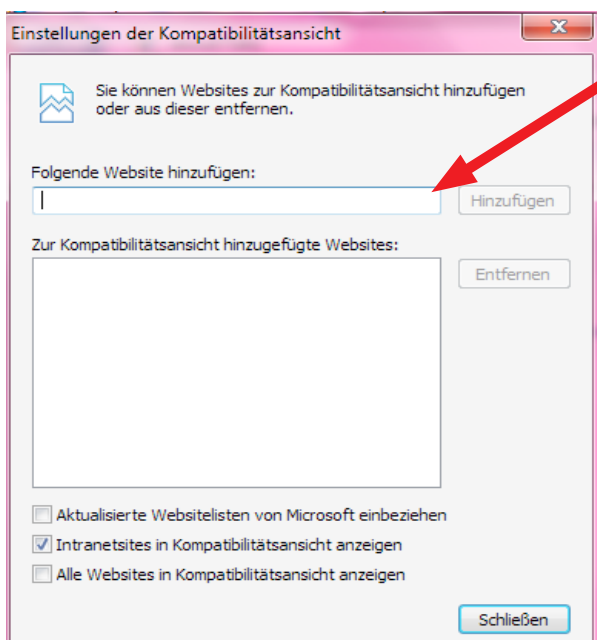 Einstellungen der Kompatibilitätsansicht
Sie können Websites zur Kompatibilitätsansicht hinzufügen
oder aus dieser entfernen.
Folgende Website hinzufügen:
Hinzufügen
Zur Kompatibilitätsansicht hinzugefügte Websites:
Entfernen
Aktualisierte Websitelisten von Microsoft einbeziehen
Intranetsites in Kompatibilitätsansicht anzeigen
Alle Websites in Kompatibilitätsansicht anzeigen
Schließen